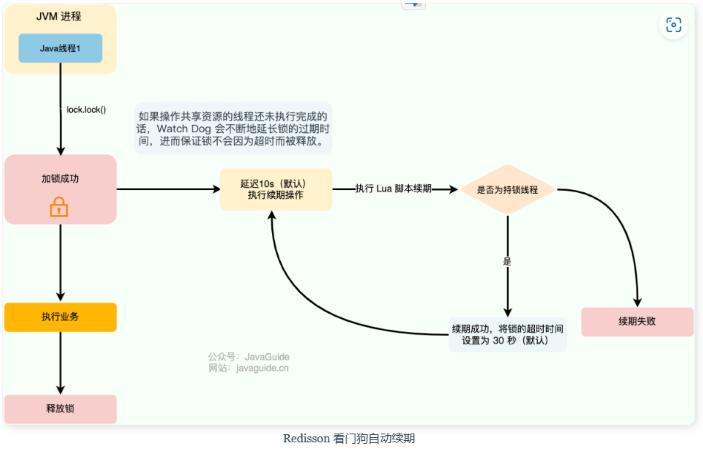 JVM 进程
Java线程1
lock.lock()
如果操作共享资源的线程还未执行完成的
话，Watch Dog 会不断地延长锁的过期时
间，进而保证锁不会因为超时而被释放。
加锁成功
延迟10s（默认）
执行续期操作
执行 Lua 脚本续期
是否为持锁线程
是
执行业务
续期成功，将锁的超时时间
设置为 30 秒（默认）
续期失败
公众号：JavaGuide
网站：javaguide.cn
释放锁
Redisson 看门狗自动续期